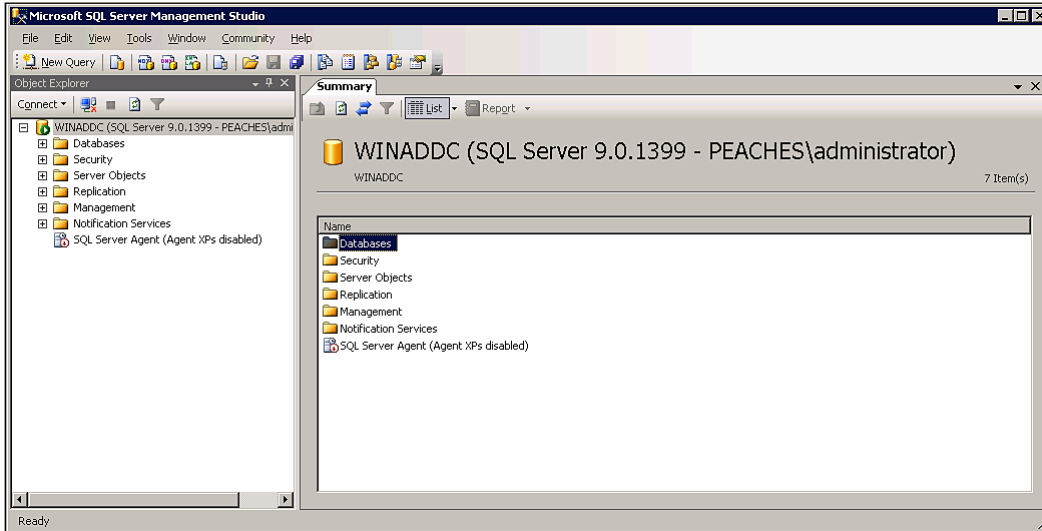 Microsoft SQL Server Management Studio
File Edit View Tools Window Community Help
New Query
Object Explorer
Connect
WINADDC (SQL Server 9.0.1399 - PEACHES\admi
Databases
Security
Server Objects
Replication
Management
Notification Services
SQL Server Agent (Agent XPs disabled)
Summary
List Report
WINADDC (SQL Server 9.0.1399 - PEACHES\administrator)
WINADDC 7 Item(s)
Name
Databases
Security
Server Objects
Replication
Management
Notification Services
SQL Server Agent (Agent XPs disabled)
Ready